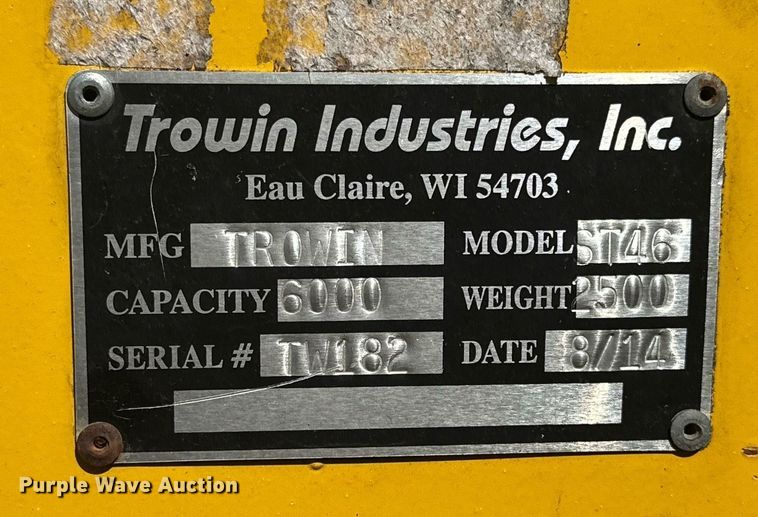 Trowin Industries, Inc.
Eau Claire, WI 54703
MFG TROWIN MODEL ST46
CAPACITY 6000 WEIGHT 2500
SERIAL # TW182 DATE 8/14
Purple Wave Auction